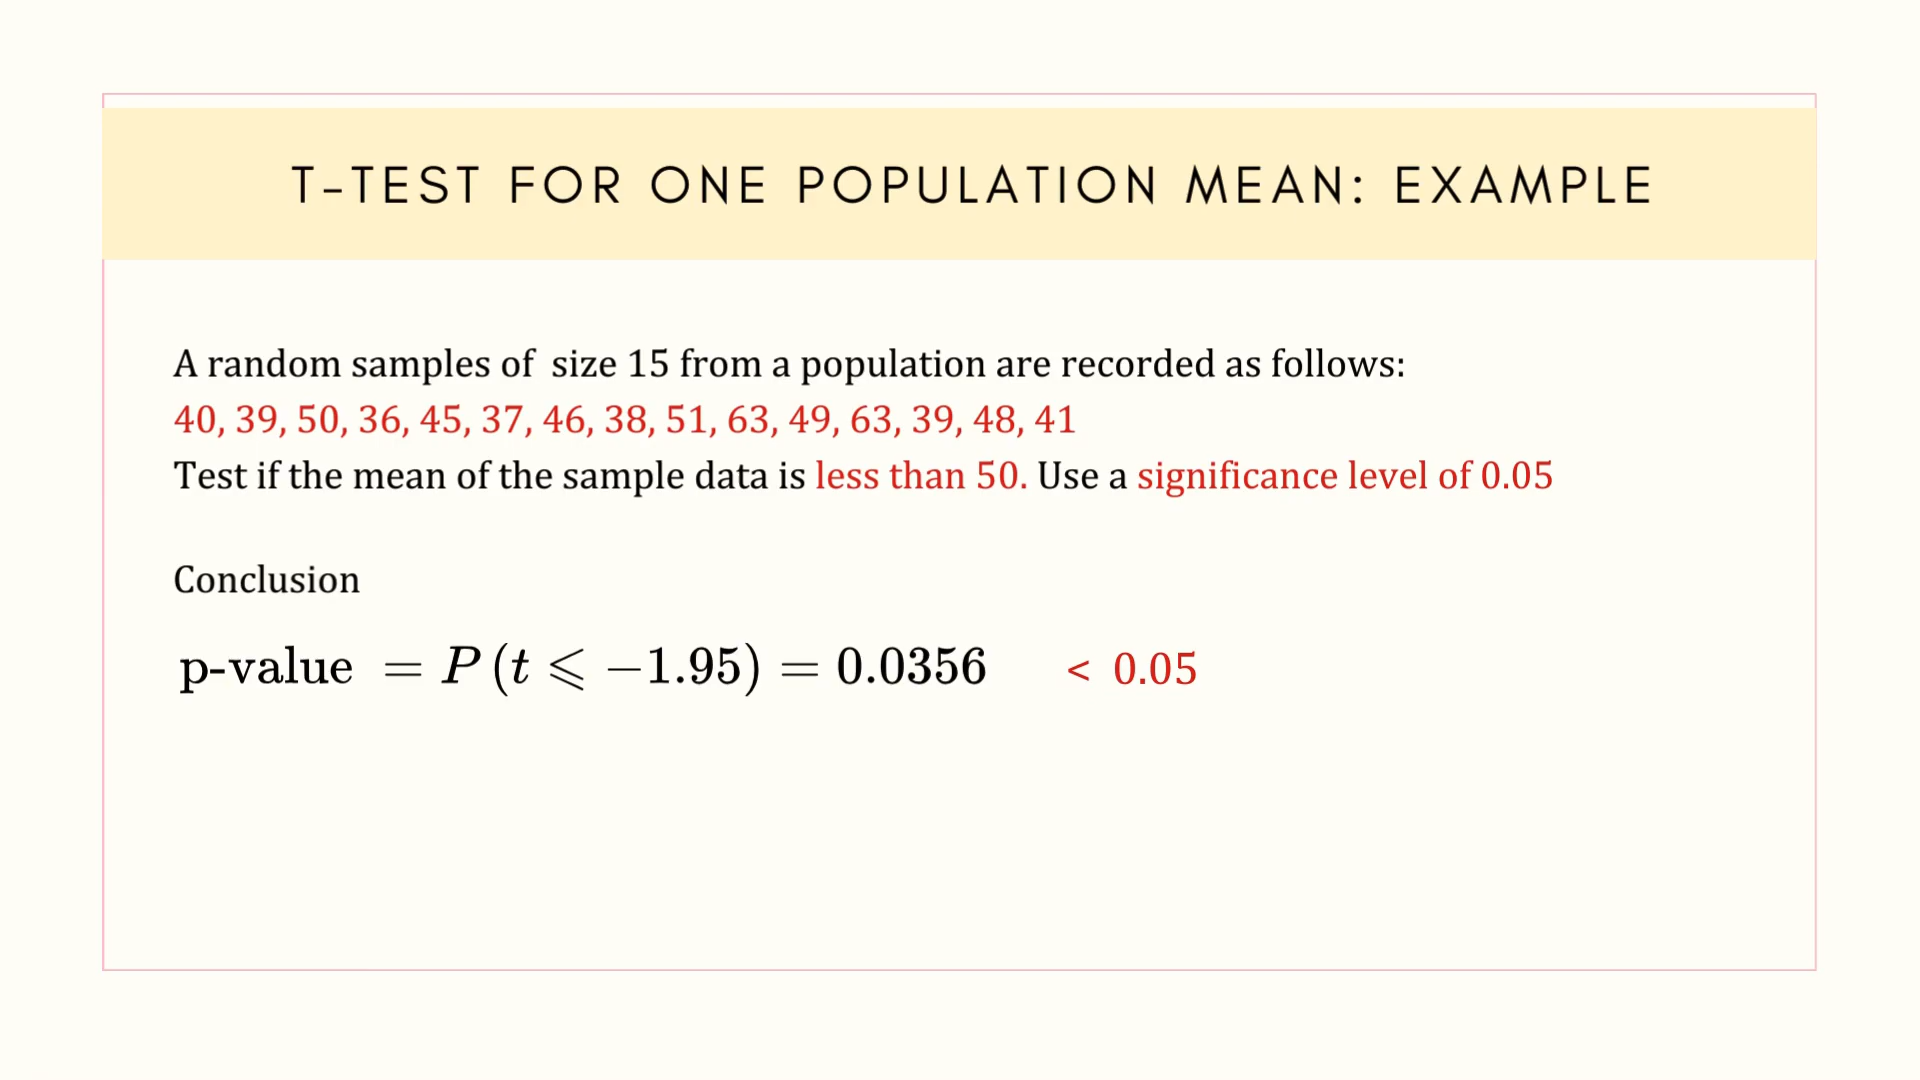 T-TEST FOR ONE POPULATION MEAN: EXAMPLE
A random samples of size 15 from a population are recorded as follows:
40, 39, 50, 36, 45, 37, 46, 38, 51, 63, 49, 63, 39, 48, 41
Test if the mean of the sample data is less than 50. Use a significance level of 0.05
Conclusion
p-value = P(t ⩽ −1.95) = 0.0356 < 0.05